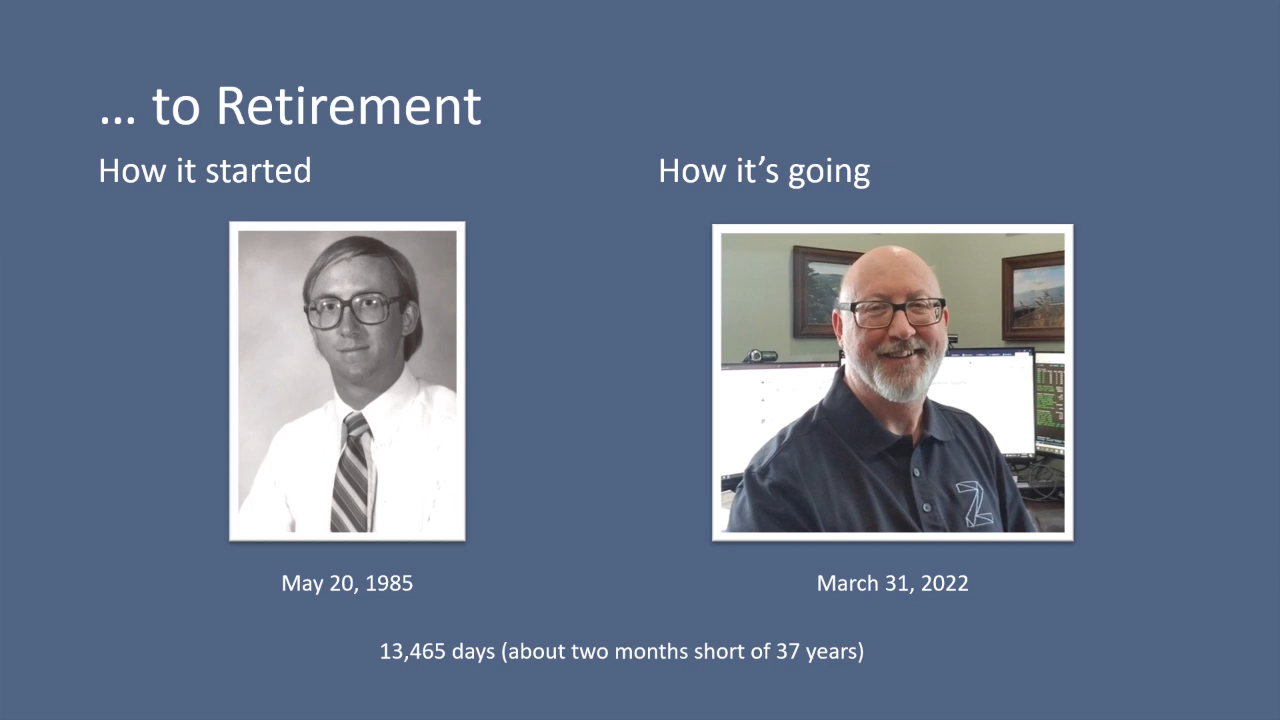 … to Retirement
How it started
How it’s going
May 20, 1985
March 31, 2022
13,465 days (about two months short of 37 years)